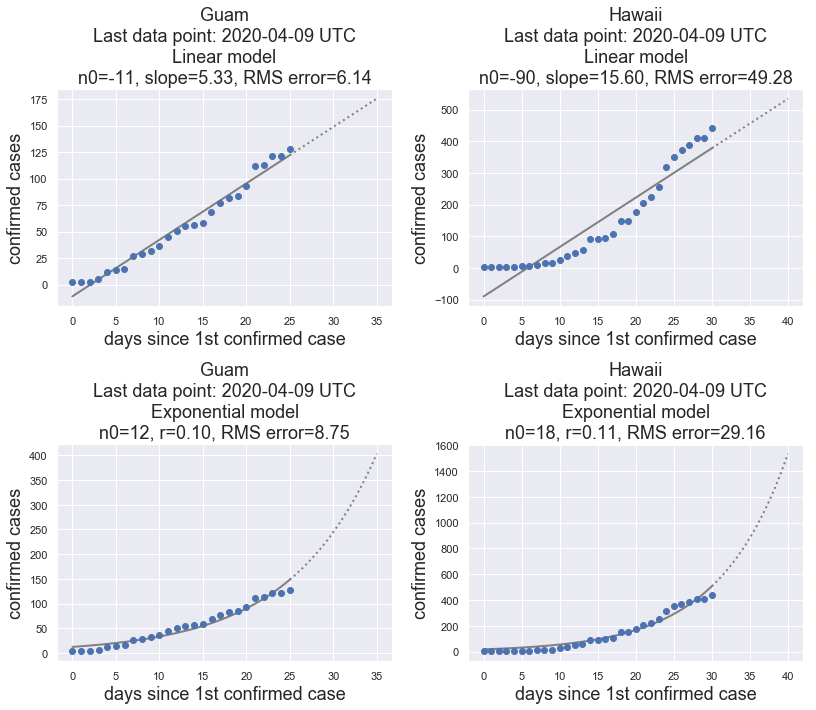 Guam
Last data point: 2020-04-09 UTC
Linear model
n0=-11, slope=5.33, RMS error=6.14
175
150
125
100
75
50
25
0
confirmed cases
0 5 10 15 20 25 30 35
days since 1st confirmed case
Hawaii
Last data point: 2020-04-09 UTC
Linear model
n0=-90, slope=15.60, RMS error=49.28
500
400
300
200
100
0
−100
confirmed cases
0 5 10 15 20 25 30 35 40
days since 1st confirmed case
Guam
Last data point: 2020-04-09 UTC
Exponential model
n0=12, r=0.10, RMS error=8.75
400
350
300
250
200
150
100
50
0
confirmed cases
0 5 10 15 20 25 30 35
days since 1st confirmed case
Hawaii
Last data point: 2020-04-09 UTC
Exponential model
n0=18, r=0.11, RMS error=29.16
1600
1400
1200
1000
800
600
400
200
0
confirmed cases
0 5 10 15 20 25 30 35 40
days since 1st confirmed case